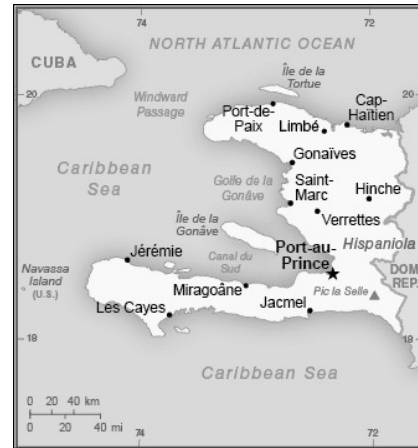 74
72
NORTH ATLANTIC OCEAN
CUBA
Île de la
Tortue
20
20
Windward
Passage
Port-de-
Paix
Cap-
Haïtien
Limbé
Gonaïves
Caribbean
Sea
Golfe de la
Gonâve
Saint-
Marc
Hinche
Verrettes
Île de la
Gonâve
Port-au-
Prince
Hispaniola
Jérémie
Canal du
Sud
DOM
REP.
Navassa
Island
(U.S.)
Miragoâne
Pic la Selle
Les Cayes
Jacmel
18
18
Caribbean Sea
0 20 40 km
0 20 40 mi
74
72